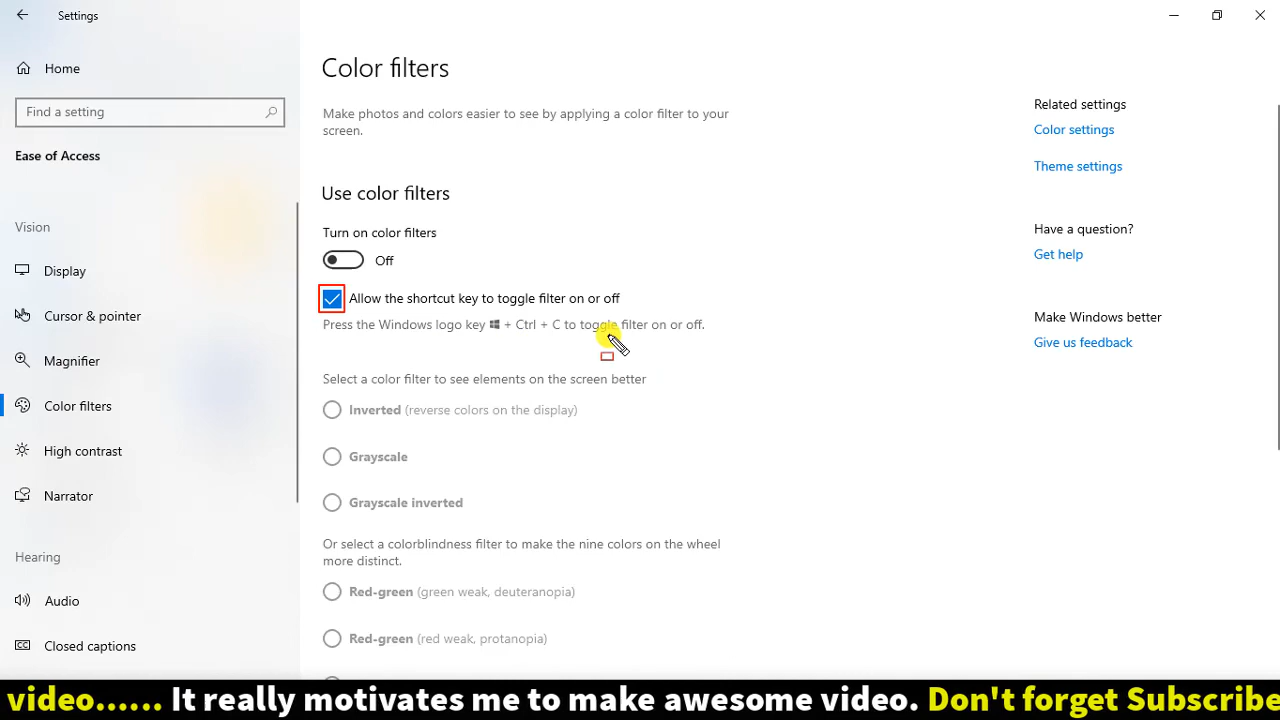 Settings
Home
Find a setting
Ease of Access
Vision
Display
Cursor & pointer
Magnifier
Color filters
High contrast
Narrator
Hearing
Audio
Closed captions
Color filters
Make photos and colors easier to see by applying a color filter to your
screen.
Use color filters
Turn on color filters
Off
Allow the shortcut key to toggle filter on or off
Press the Windows logo key + Ctrl + C to toggle filter on or off.
Select a color filter to see elements on the screen better
Inverted (reverse colors on the display)
Grayscale
Grayscale inverted
Or select a colorblindness filter to make the nine colors on the wheel
more distinct.
Red-green (green weak, deuteranopia)
Red-green (red weak, protanopia)
Related settings
Color settings
Theme settings
Have a question?
Get help
Make Windows better
Give us feedback
video...... It really motivates me to make awesome video. Don't forget Subscribe